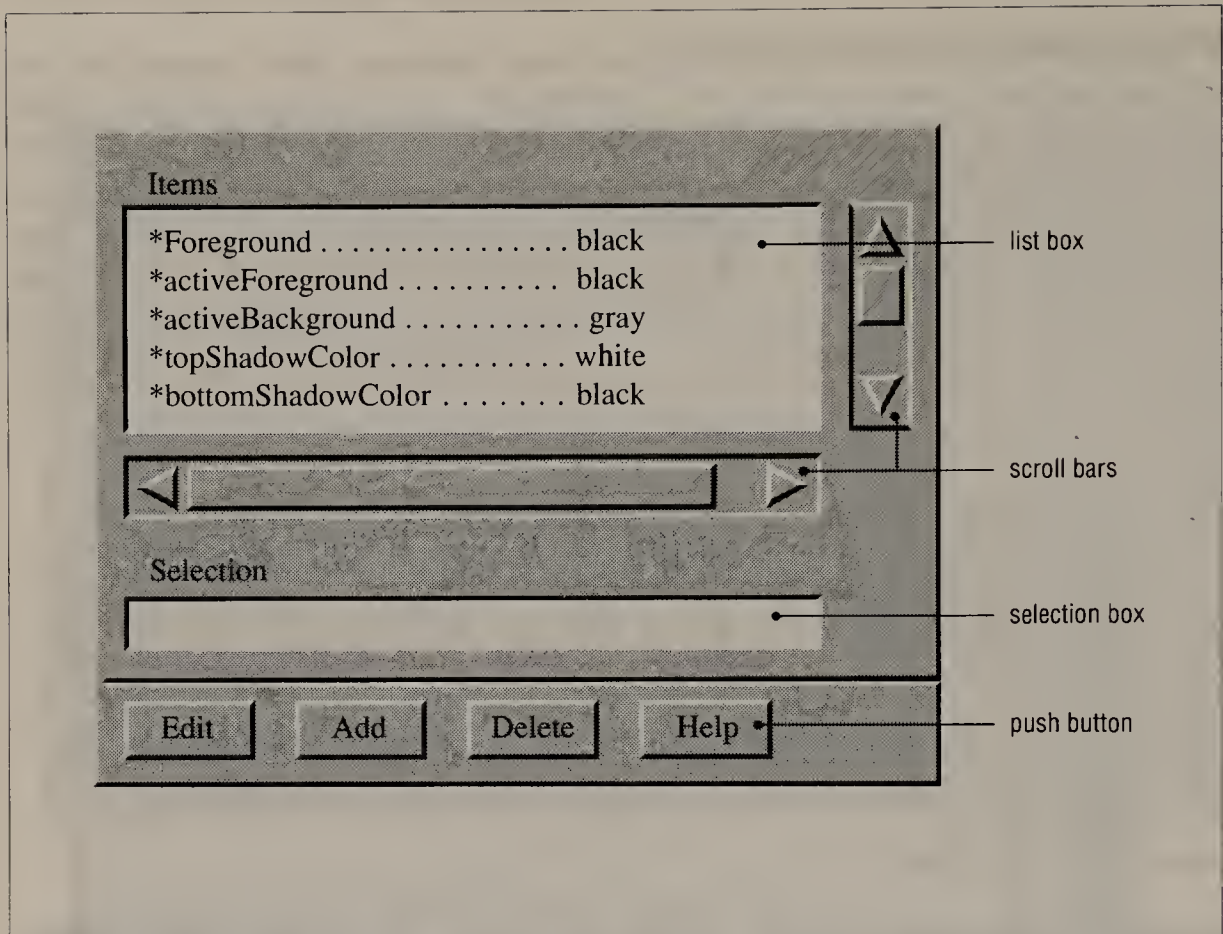 Items
*Foreground . . . . . . . . . . . . . . . . black
*activeForeground . . . . . . . . . . black
*activeBackground . . . . . . . . . . . gray
*topShadowColor . . . . . . . . . . . white
*bottomShadowColor . . . . . . . black
list box
scroll bars
Selection
selection box
Edit Add Delete Help
push button